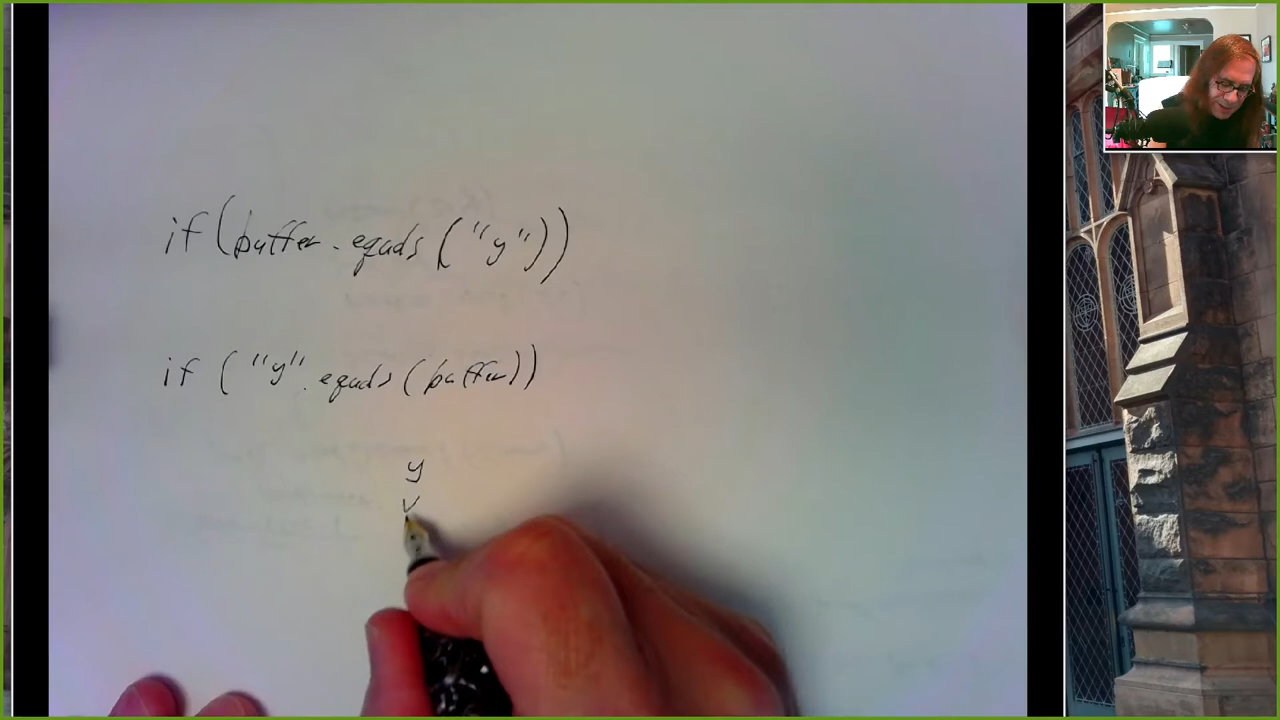 if (buffer.equals("y"))
if ("y".equals(buffer))
y